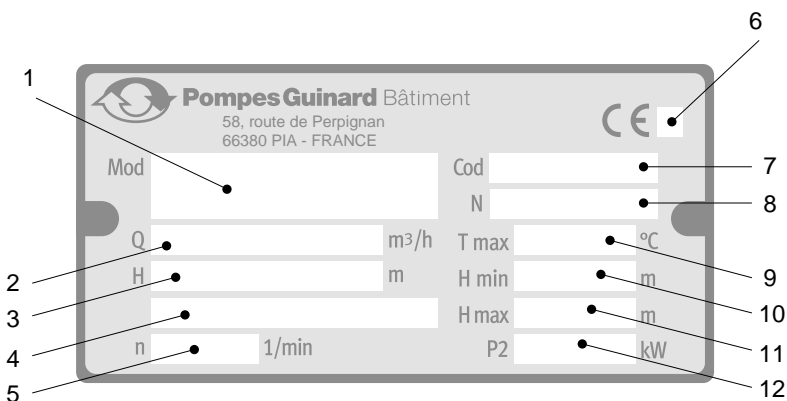 6
1
Pompes Guinard Bâtiment
58, route de Perpignan
66380 PIA - FRANCE
CE
Mod
Cod
7
N
8
Q m3/h
T max °C
2
9
H m
H min m
3
10
H max m
4
11
n 1/min
P2 kW
5
12